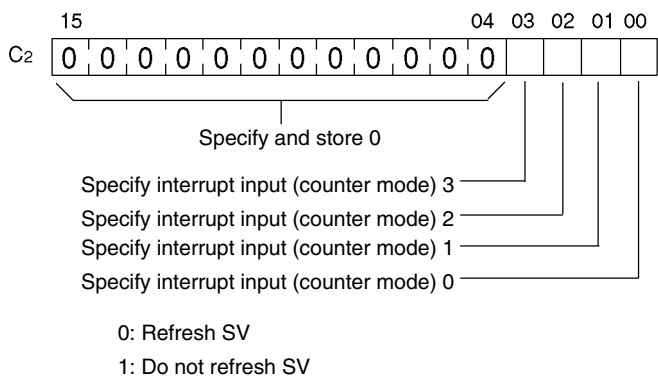 15 04 03 02 01 00
C2 0 0 0 0 0 0 0 0 0 0 0 0
Specify and store 0
Specify interrupt input (counter mode) 3
Specify interrupt input (counter mode) 2
Specify interrupt input (counter mode) 1
Specify interrupt input (counter mode) 0
0: Refresh SV
1: Do not refresh SV